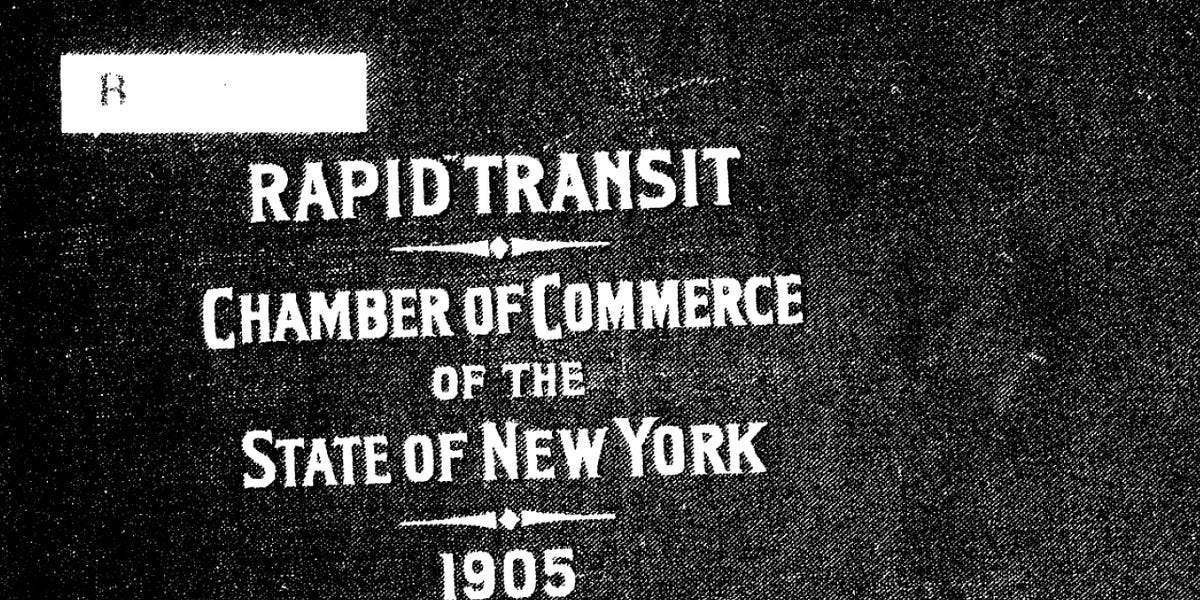 R
RAPID TRANSIT
CHAMBER OF COMMERCE
OF THE
STATE OF NEW YORK
1905